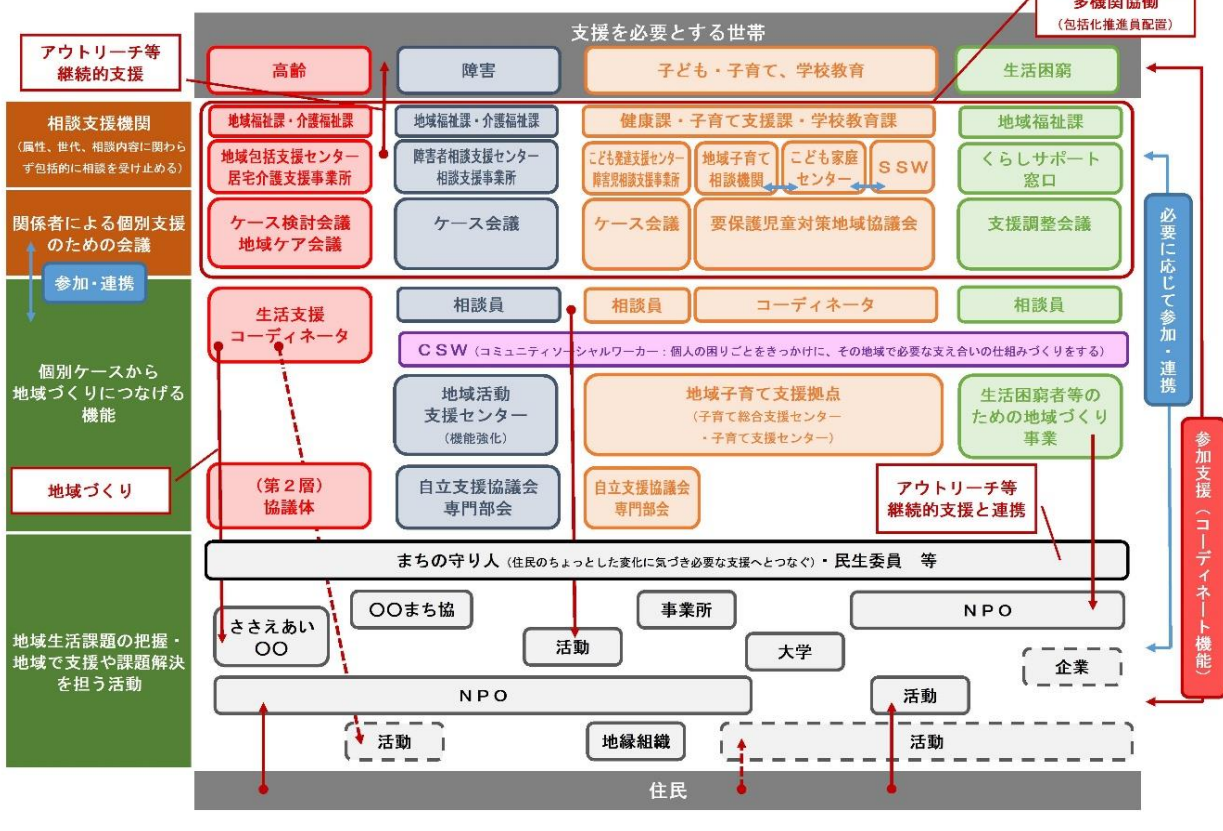 多機関協働
(包括化推進員配置)
支援を必要とする世帯
アウトリーチ等
継続的支援
高齢
障害
子ども・子育て、学校教育
生活困窮
相談支援機関
(属性、世代、相談内容に関わら
ず包括的に相談を受け止める)
地域福祉課・介護福祉課
地域福祉課・介護福祉課
健康課・子育て支援課・学校教育課
地域福祉課
地域包括支援センター
居宅介護支援事業所
障害者相談支援センター
相談支援事業所
こども発達支援センター
障害児相談支援事業所
地域子育て
相談機関
こども家庭
センター
SSW
くらしサポート
窓口
関係者による個別支援
のための会議
ケース検討会議
地域ケア会議
ケース会議
ケース会議
要保護児童対策地域協議会
支援調整会議
参加・連携
必要に応じて参加・連携
個別ケースから
地域づくりにつなげる
機能
生活支援
コーディネータ
相談員
相談員
コーディネータ
相談員
CSW(コミュニティソーシャルワーカー:個人の困りごとをきっかけに、その地域で必要な支え合いの仕組みづくりをする)
地域活動
支援センター
(機能強化)
地域子育て支援拠点
(子育て総合支援センター
・子育て支援センター)
生活困窮者等の
ための地域づくり
事業
参加支援(コーディネート機能)
地域づくり
(第2層)
協議体
自立支援協議会
専門部会
自立支援協議会
専門部会
アウトリーチ等
継続的支援と連携
まちの守り人(住民のちょっとした変化に気づき必要な支援へとつなぐ)・民生委員 等
地域生活課題の把握・
地域で支援や課題解決
を担う活動
ささえあい
〇〇
〇〇まち協
活動
事業所
大学
NPO
企業
NPO
活動
活動
地縁組織
活動
住民